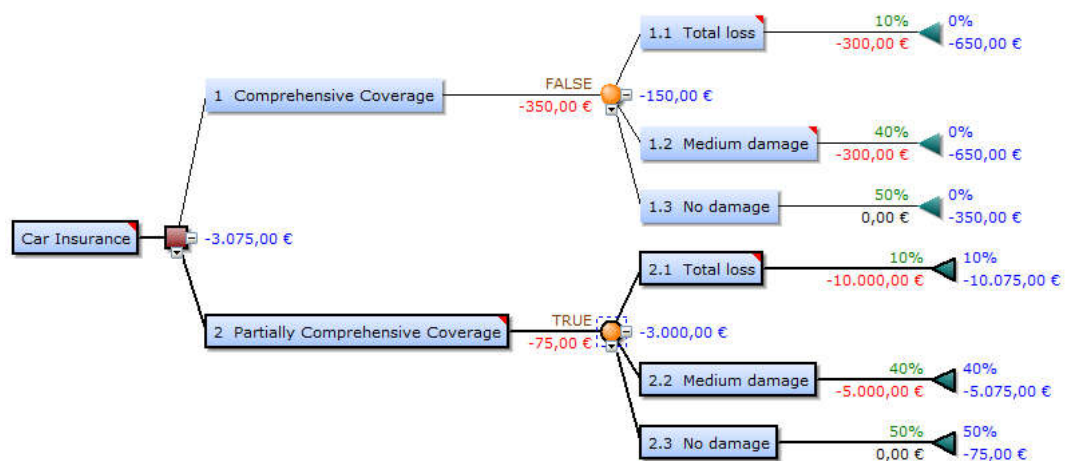 1.1 Total loss
10%
-300,00 €
0%
-650,00 €
1 Comprehensive Coverage
FALSE
-350,00 €
-150,00 €
1.2 Medium damage
40%
-300,00 €
0%
-650,00 €
1.3 No damage
50%
0,00 €
0%
-350,00 €
Car Insurance
-3.075,00 €
2.1 Total loss
10%
-10.000,00 €
10%
-10.075,00 €
2 Partially Comprehensive Coverage
TRUE
-75,00 €
-3.000,00 €
2.2 Medium damage
40%
-5.000,00 €
40%
-5.075,00 €
2.3 No damage
50%
0,00 €
50%
-75,00 €